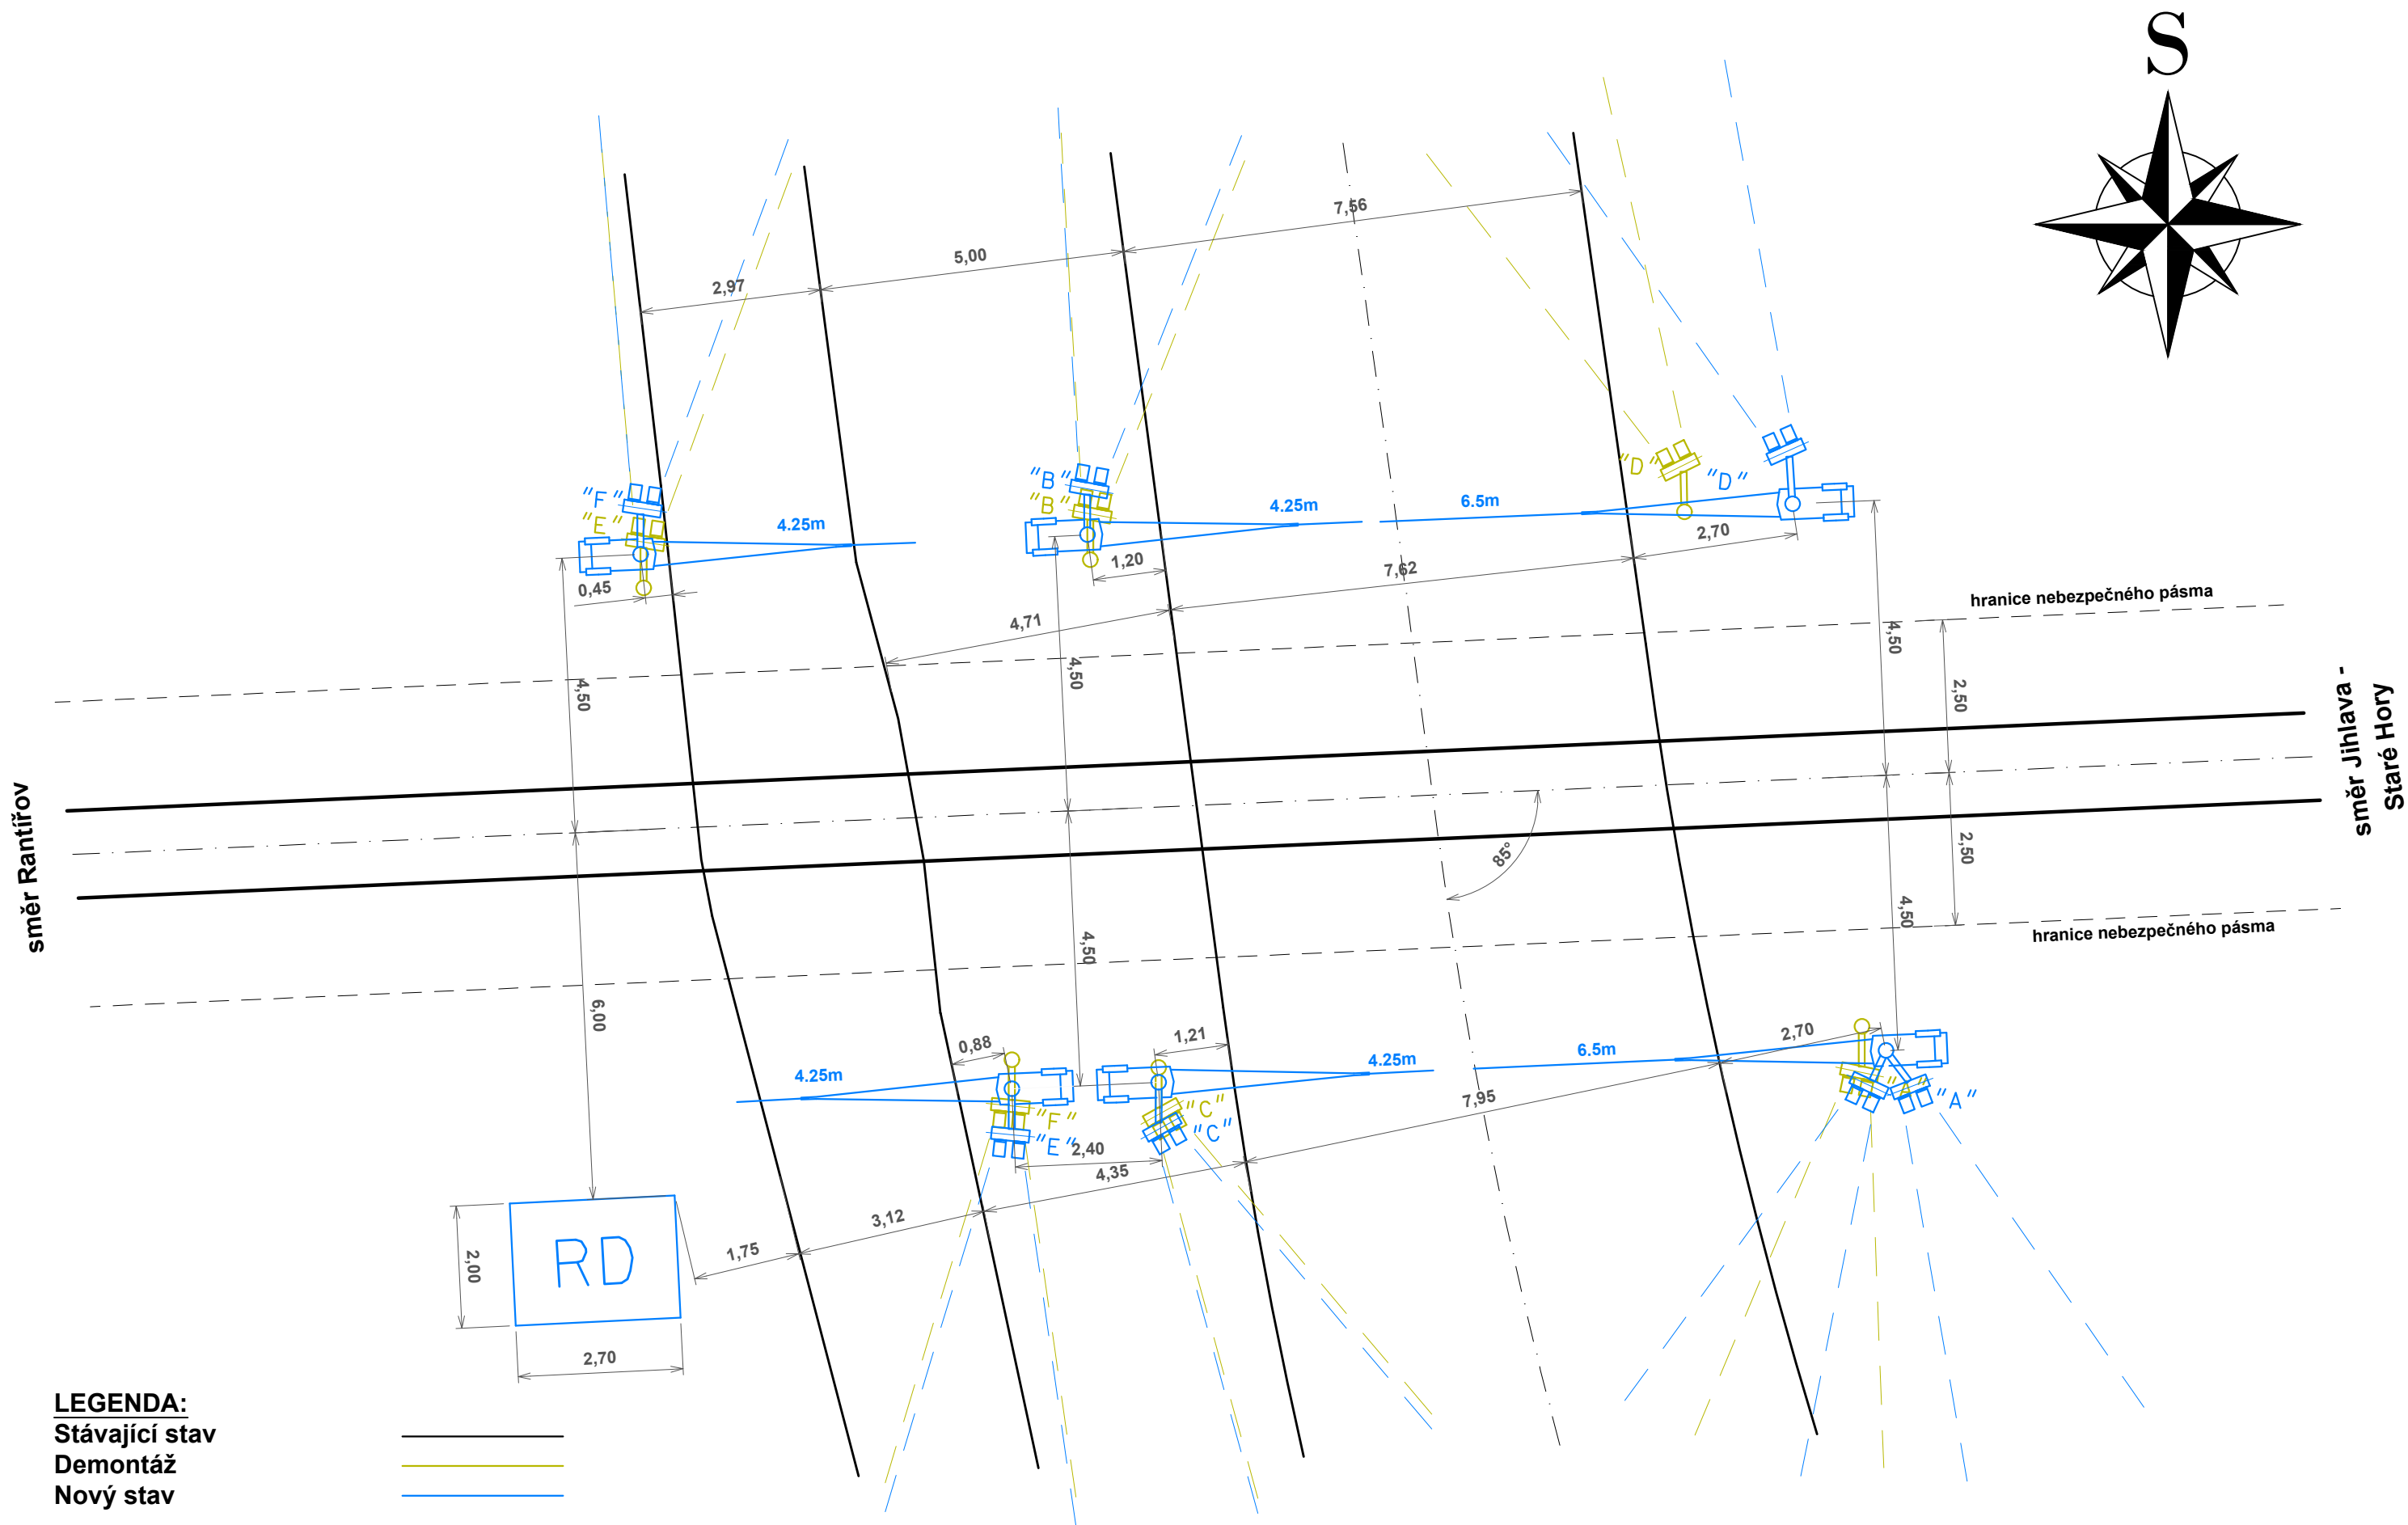 S
7,56
5,00
2,97
"F"
"E"
4.25m
"B"
"B"
4.25m
6.5m
"D"
"D"
2,70
0,45
1,20
7,62
4,71
hranice nebezpečného pásma
4,50
4,50
4,50
2,50
směr Jihlava -
Staré Hory
směr Rantířov
85°
2,50
4,50
4,50
hranice nebezpečného pásma
6,00
0,88
1,21
2,70
4.25m
4.25m
6.5m
7,95
"F"
"E"
"C"
"C"
"A"
"A"
2,40
4,35
3,12
1,75
RD
2,00
2,70
LEGENDA:
Stávající stav
Demontáž
Nový stav